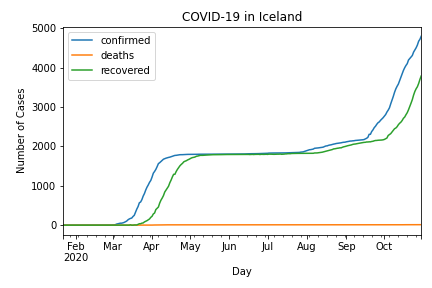 COVID-19 in Iceland
confirmed
deaths
recovered
Number of Cases
5000
4000
3000
2000
1000
0
Feb Mar Apr May Jun Jul Aug Sep Oct
2020
Day